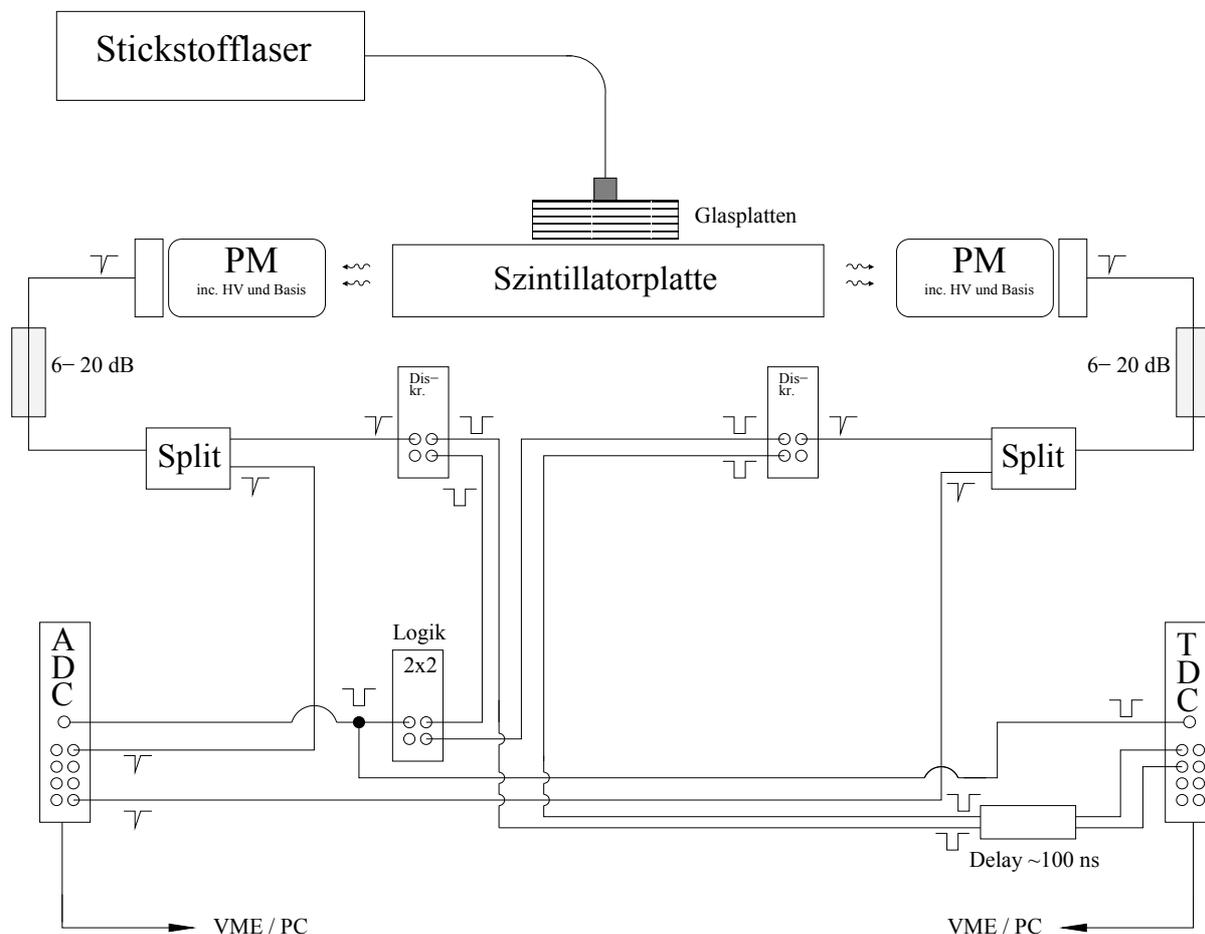 Stickstofflaser
Glasplatten
PM
inc. HV und Basis
Szintillatorplatte
PM
inc. HV und Basis
6− 20 dB
6− 20 dB
Dis−
kr.
Dis−
kr.
Split
Split
Logik
2x2
A
D
C
T
D
C
Delay ~100 ns
VME / PC
VME / PC